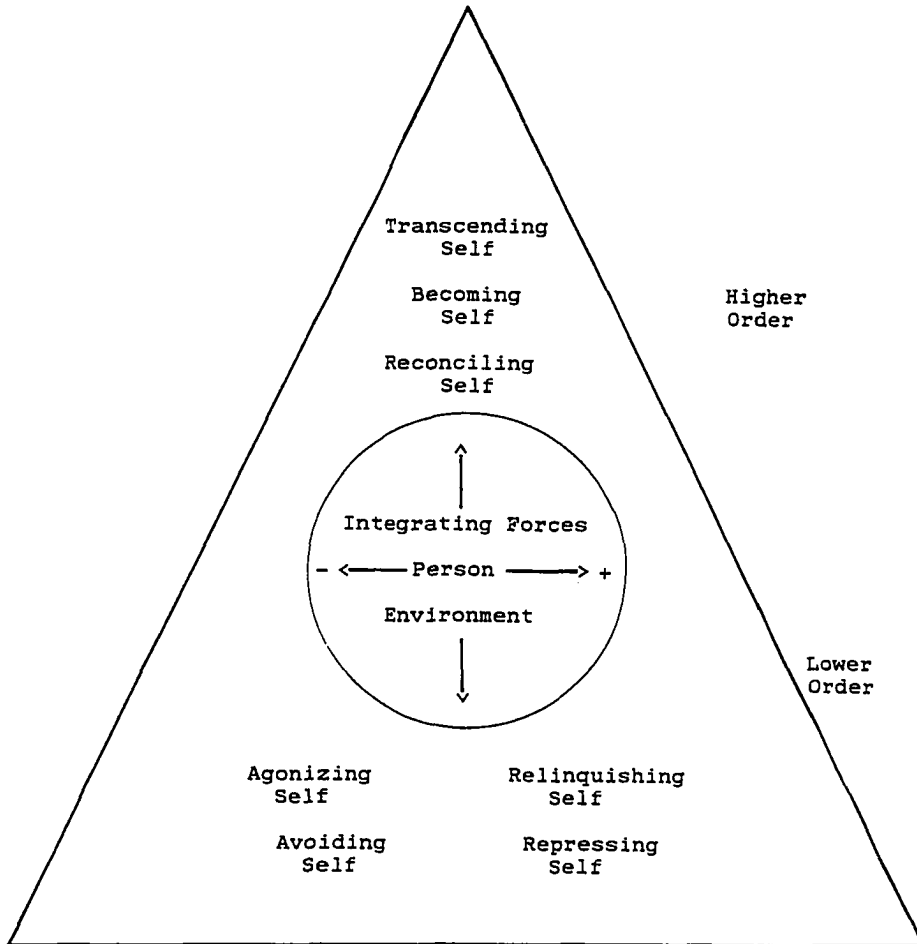 Transcending
Self
Becoming
Self
Higher
Order
Reconciling
Self
Integrating Forces
- Person +
Environment
Lower
Order
Agonizing
Self
Relinquishing
Self
Avoiding
Self
Repressing
Self